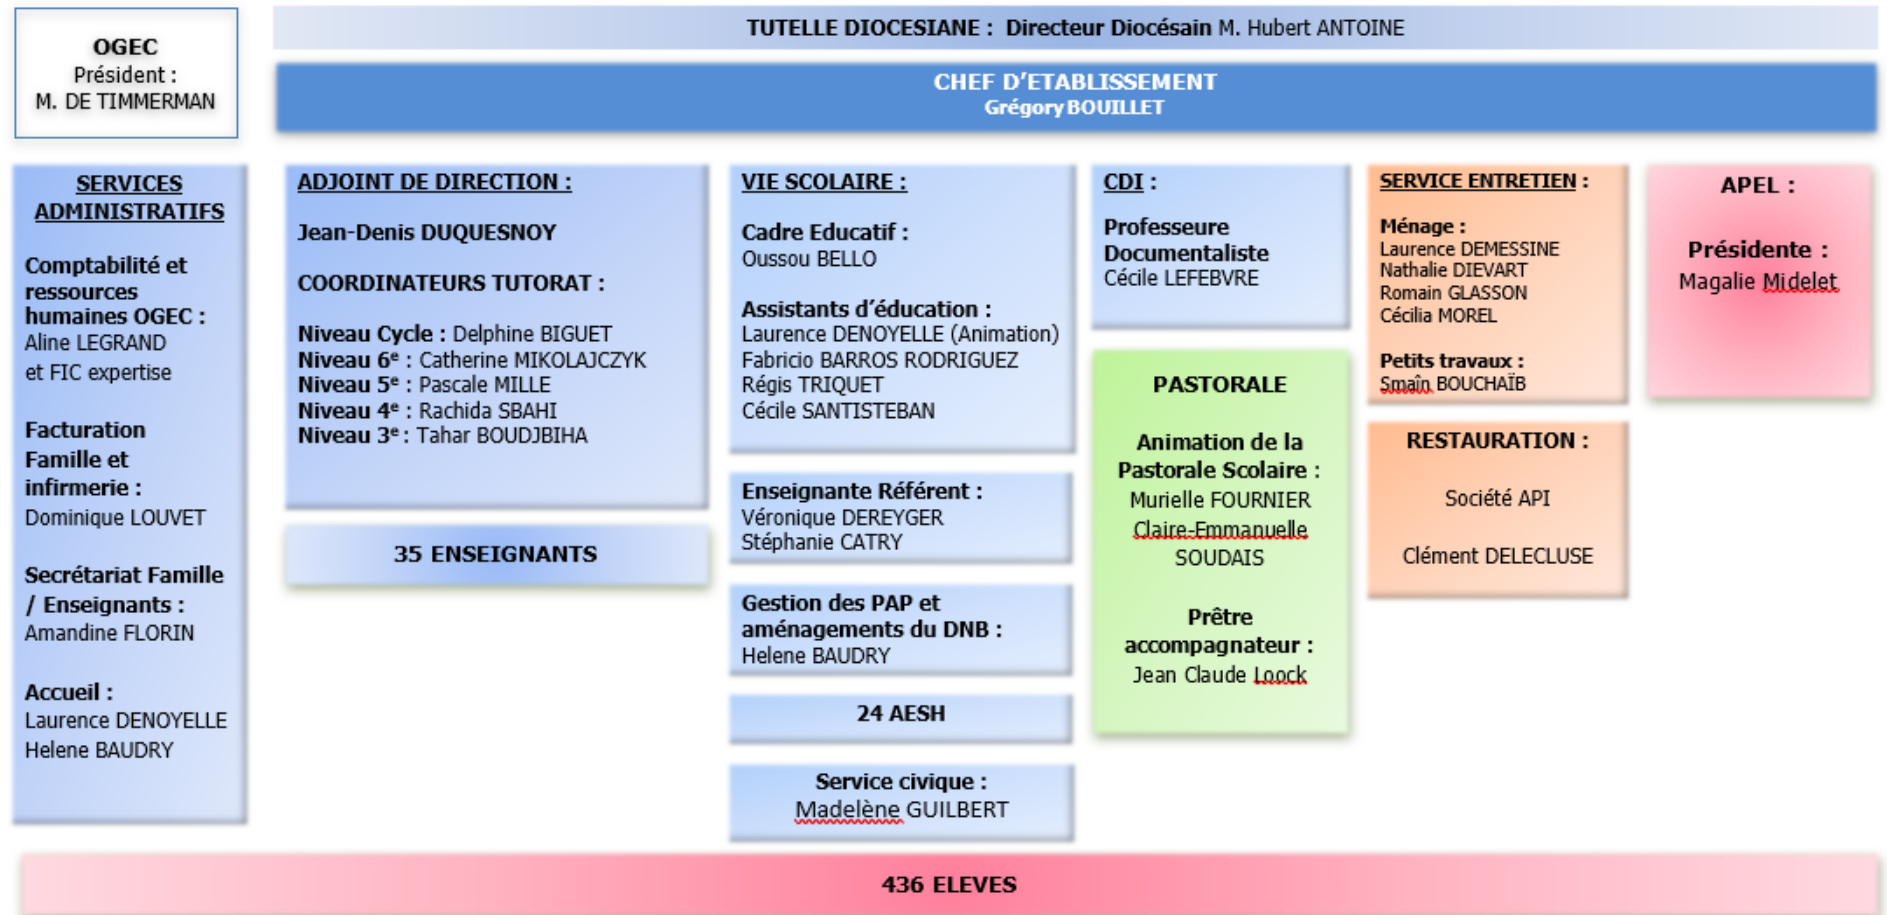 OGEC
Président :
M. DE TIMMERMAN
TUTELLE DIOCESIANE : Directeur Diocésain M. Hubert ANTOINE
CHEF D'ETABLISSEMENT
Grégory BOUILLET
SERVICES
ADMINISTRATIFS
Comptabilité et
ressources
humaines OGEC :
Aline LEGRAND
et FIC expertise
Facturation
Famille et
infirmerie :
Dominique LOUVET
Secrétariat Famille
/ Enseignants :
Amandine FLORIN
Accueil :
Laurence DENOYELLE
Helene BAUDRY
ADJOINT DE DIRECTION :
Jean-Denis DUQUESNOY
COORDINATEURS TUTORAT :
Niveau Cycle : Delphine BIGUET
Niveau 6e : Catherine MIKOLAJCZYK
Niveau 5e : Pascale MILLE
Niveau 4e : Rachida SBAHI
Niveau 3e : Tahar BOUDJBIHA
35 ENSEIGNANTS
VIE SCOLAIRE :
Cadre Educatif :
Oussou BELLO
Assistants d'éducation :
Laurence DENOYELLE (Animation)
Fabricio BARROS RODRIGUEZ
Régis TRIQUET
Cécile SANTISTEBAN
Enseignante Référent :
Véronique DEREYGER
Stéphanie CATRY
Gestion des PAP et
aménagements du DNB :
Helene BAUDRY
24 AESH
Service civique :
Madelène GUILBERT
CDI :
Professeure
Documentaliste
Cécile LEFEBVRE
PASTORALE
Animation de la
Pastorale Scolaire :
Murielle FOURNIER
Claire-Emmanuelle
SOUDAIS
Prêtre
accompagnateur :
Jean Claude Loock
SERVICE ENTRETIEN :
Ménage :
Laurence DEMESSINE
Nathalie DIEVART
Romain GLASSON
Cécilia MOREL
Petits travaux :
Smaîn BOUCHAÏB
RESTAURATION :
Société API
Clément DELECLUSE
APEL :
Présidente :
Magalie Midelet
436 ELEVES